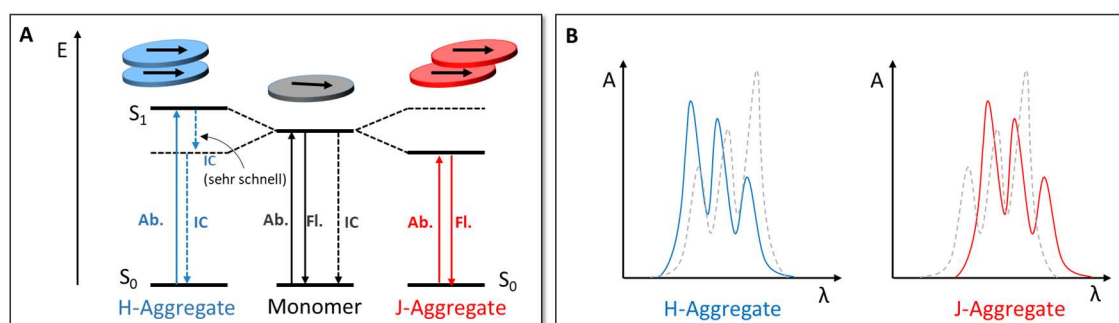 A
E
S1
IC
(sehr schnell)
Ab.
IC
Ab.
Fl.
IC
Ab.
Fl.
S0
S0
H-Aggregate
Monomer
J-Aggregate
B
A
λ
H-Aggregate
A
λ
J-Aggregate